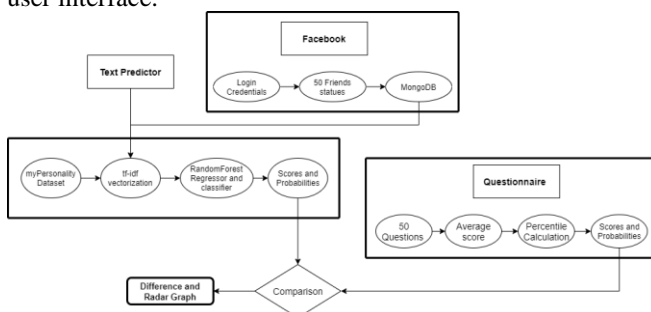 user interface.
Facebook
Text Predictor
Login
Credentials
50 Friends
statues
MongoDB
myPersonality
Dataset
tf-idf
vectorization
RandomForest
Regressor and
classifier
Scores and
Probabilities
Questionnaire
50
Questions
Average
score
Percentile
Calculation
Scores and
Probabilities
Difference and
Radar Graph
Comparison